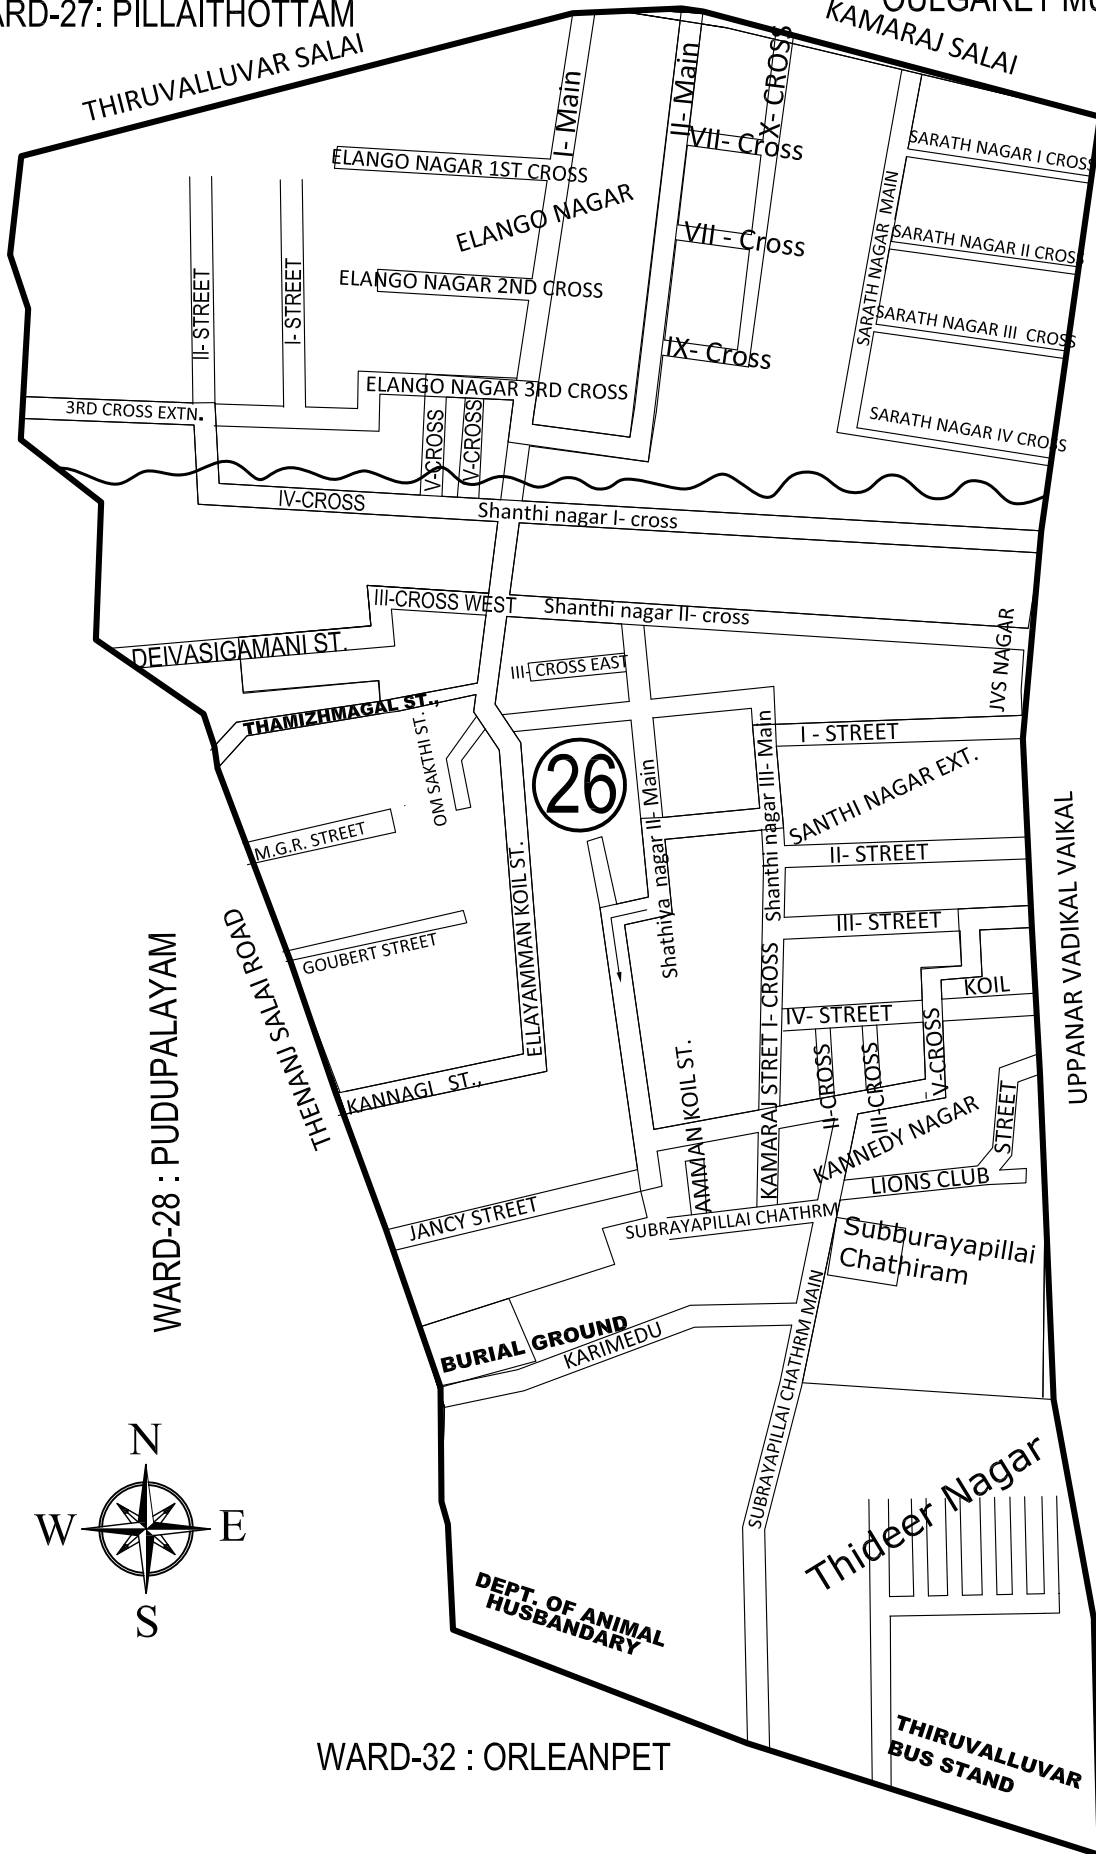 WARD-27: PILLAITHOTTAM
KAMARAJ SALAI
THIRUVALLUVAR SALAI
I- Main
II- Main
X- CROSS
VII- Cross
SARATH NAGAR I CROSS
ELANGO NAGAR 1ST CROSS
ELANGO NAGAR
VII - Cross
SARATH NAGAR MAIN
SARATH NAGAR II CROSS
ELANGO NAGAR 2ND CROSS
II- STREET
I- STREET
SARATH NAGAR III CROSS
IX- Cross
ELANGO NAGAR 3RD CROSS
3RD CROSS EXTN.
V-CROSS
V-CROSS
SARATH NAGAR IV CROSS
IV-CROSS
Shanthi nagar I- cross
III-CROSS WEST
Shanthi nagar II- cross
DEIVASIGAMANI ST.
III- CROSS EAST
JVS NAGAR
THAMIZHMAGAL ST.,
OM SAKTHI ST.
I - STREET
26
Shathiya nagar II- Main
Shanthi nagar III- Main
SANTHI NAGAR EXT.
M.G.R. STREET
II- STREET
ELLAYAMMAN KOIL ST.
UPPANAR VADIKAL VAIKAL
GOUBERT STREET
III- STREET
THENANJ SALAI ROAD
WARD-28 : PUDUPALAYAM
KOIL
IV- STREET
KANNAGI ST.,
AMMAN KOIL ST.
KAMARAJ STRET I- CROSS
II-CROSS
III-CROSS
V-CROSS
KANNEDY NAGAR
STREET
LIONS CLUB
JANCY STREET
SUBRAYAPILLAI CHATHRM
Subburayapillai
Chathiram
BURIAL GROUND
KARIMEDU
SUBRAYAPILLAI CHATHRM MAIN
N
W
E
S
Thideer Nagar
DEPT. OF ANIMAL
HUSBANDARY
THIRUVALLUVAR
BUS STAND
WARD-32 : ORLEANPET